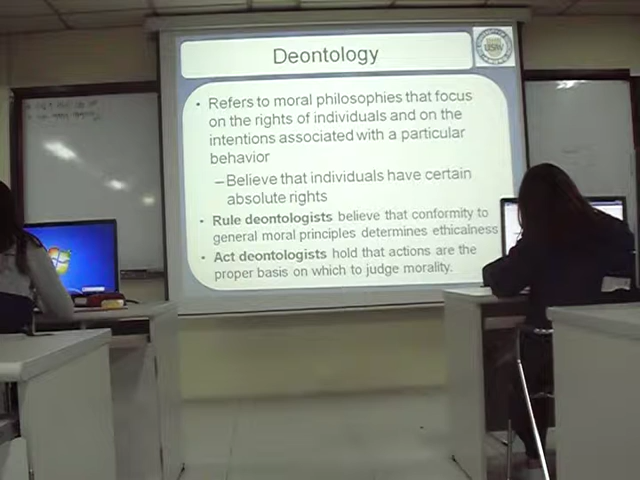 Deontology
• Refers to moral philosophies that focus
on the rights of individuals and on the
intentions associated with a particular
behavior
–Believe that individuals have certain
absolute rights
• Rule deontologists believe that conformity to
general moral principles determines ethicalness
• Act deontologists hold that actions are the
proper basis on which to judge morality.